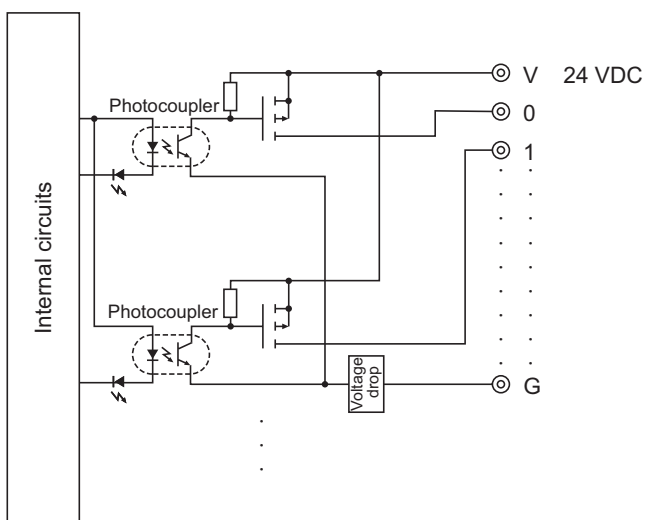 V 24 VDC
Photocoupler
0
1
Internal circuits
Photocoupler
Voltage
drop
G